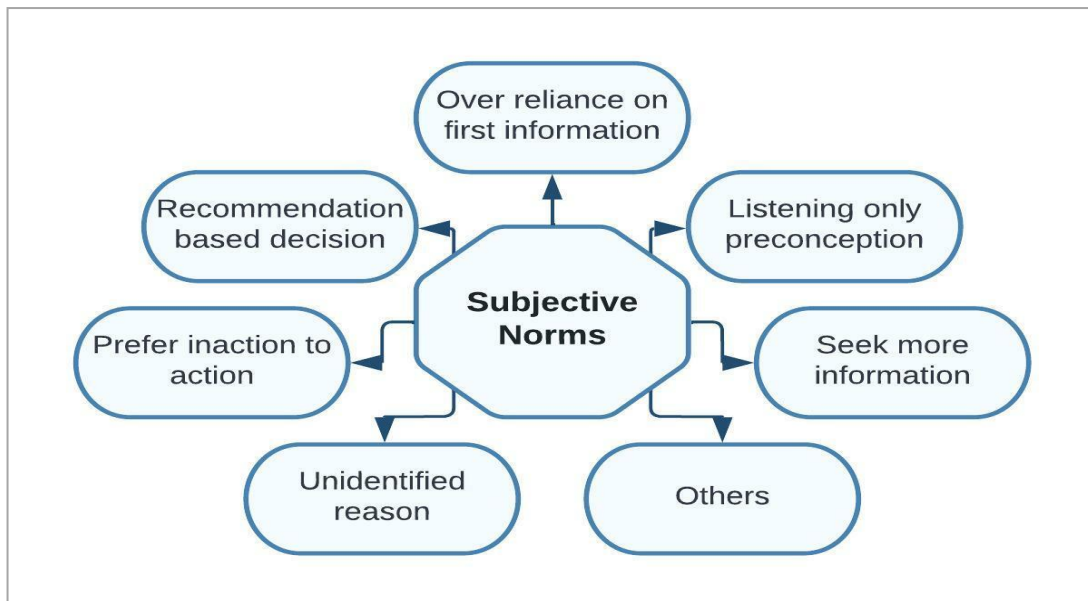 Over reliance on
first information
Recommendation
based decision
Listening only
preconception
Subjective
Norms
Prefer inaction to
action
Seek more
information
Unidentified
reason
Others